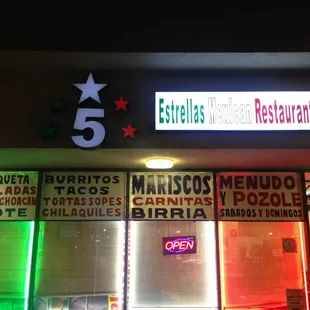 5
Estrellas Mexican Restaurant
BURRITOS
TACOS
TORTAS SOPES
CHILAQUILES
MARISCOS
CARNITAS
BIRRIA
MENUDO
Y POZOLE
SABADOS Y DOMINGOS
OPEN